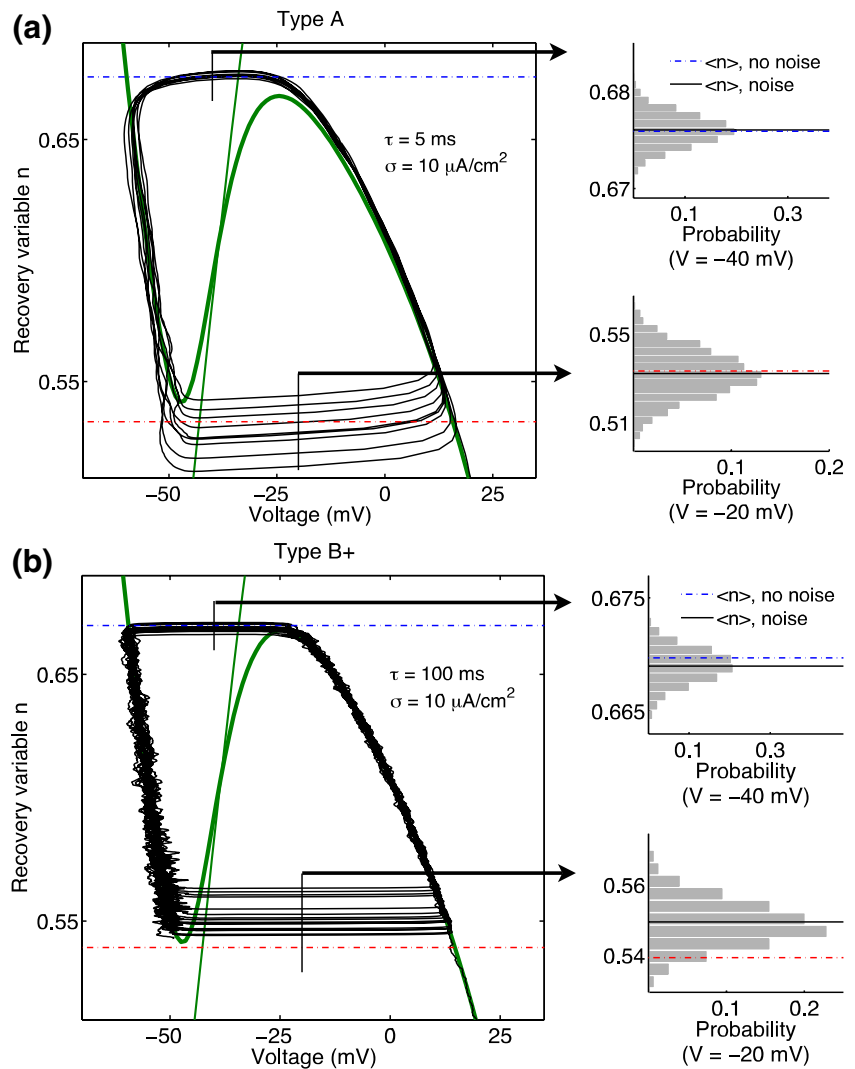 (a)
Type A
Recovery variable n
0.65
0.55
τ = 5 ms
σ = 10 μA/cm²
−50
−25
0
25
Voltage (mV)
<n>, no noise
<n>, noise
0.68
0.67
0.1
0.3
Probability
(V = −40 mV)
0.55
0.51
0.1
0.2
Probability
(V = −20 mV)
(b)
Type B+
Recovery variable n
0.65
0.55
τ = 100 ms
σ = 10 μA/cm²
−50
−25
0
25
Voltage (mV)
<n>, no noise
<n>, noise
0.675
0.665
0.1
0.3
Probability
(V = −40 mV)
0.56
0.54
0.1
0.2
Probability
(V = −20 mV)